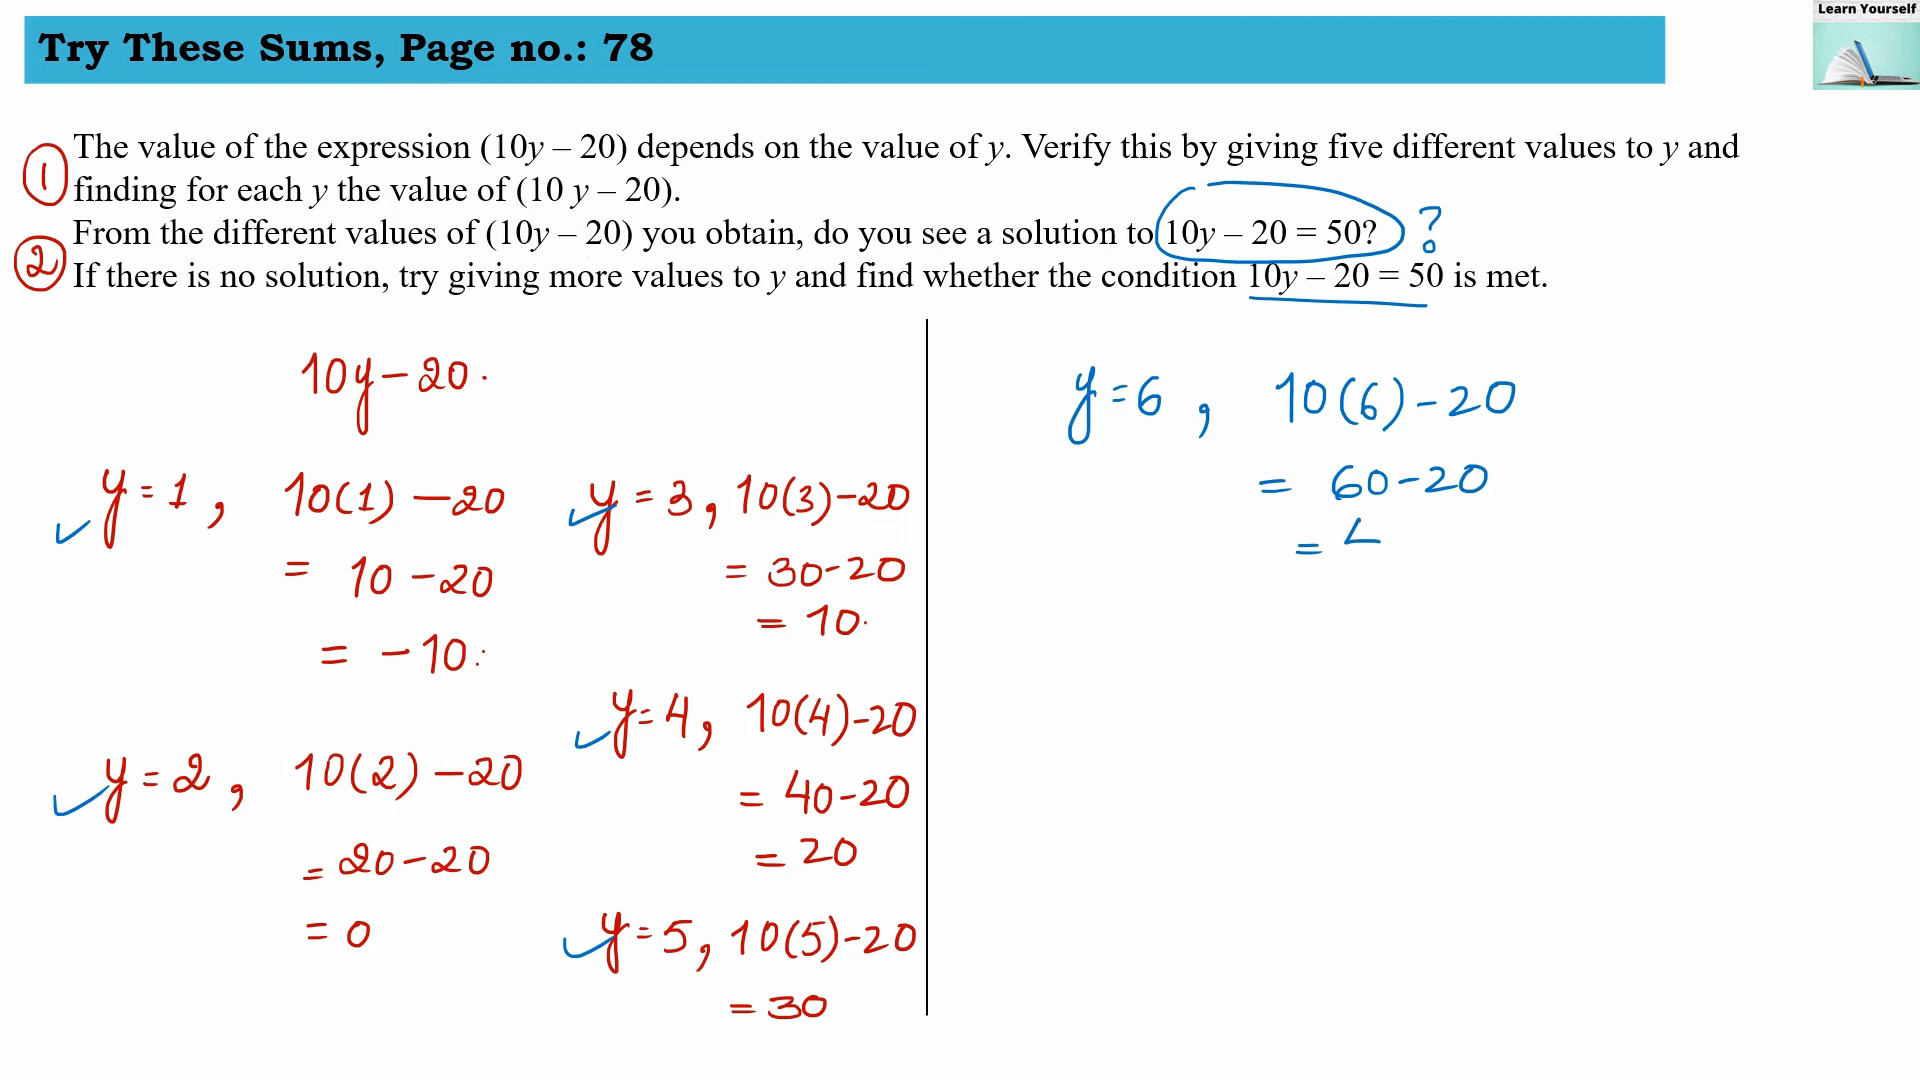 Learn Yourself
Try These Sums, Page no.: 78
1 The value of the expression (10y – 20) depends on the value of y. Verify this by giving five different values to y and
finding for each y the value of (10 y – 20).
From the different values of (10y – 20) you obtain, do you see a solution to 10y – 20 = 50? ?
2 If there is no solution, try giving more values to y and find whether the condition 10y – 20 = 50 is met.
10y – 20.
y = 1, 10(1) – 20
= 10 – 20
= – 10
y = 2, 10(2) – 20
= 20 – 20
= 0
y = 3, 10(3) – 20
= 30 – 20
= 10.
y = 4, 10(4) – 20
= 40 – 20
= 20
y = 5, 10(5) – 20
= 30
y = 6, 10(6) – 20
= 60 – 20
=